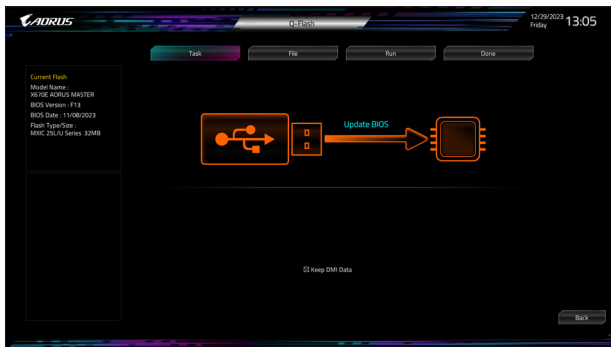 AORUS
Q-Flash
12/29/2023
Friday
13:05
Task
File
Run
Done
Current Flash
Model Name :
X670E AORUS MASTER
BIOS Version : F13
BIOS Date : 11/08/2023
Flash Type/Size :
MXIC 25L/U Series 32MB
Update BIOS
Keep DMI Data
Back